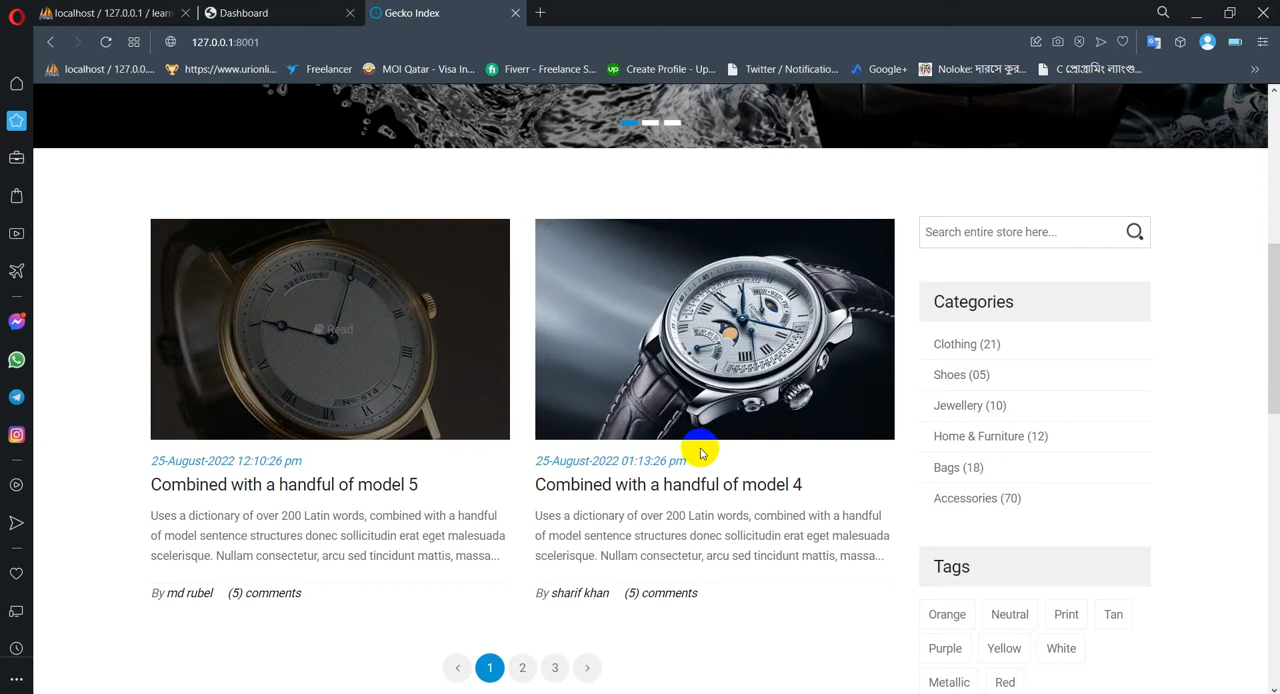 localhost / 127.0.0.1 / learn
Dashboard
Gecko Index
127.0.0.1:8001
localhost / 127.0.0....
https://www.urionli...
Freelancer
MOI Qatar - Visa In...
Fiverr - Freelance S...
Create Profile - Up...
Twitter / Notificatio...
Google+
Noloke: দারসে কুর...
C প্রোগ্রামিং ল্যাংগু...
Search entire store here...
BREGUET
Read
No 914
Categories
Clothing (21)
Shoes (05)
Jewellery (10)
Home & Furniture (12)
Bags (18)
Accessories (70)
25-August-2022 12:10:26 pm
Combined with a handful of model 5
Uses a dictionary of over 200 Latin words, combined with a handful
of model sentence structures donec sollicitudin erat eget malesuada
scelerisque. Nullam consectetur, arcu sed tincidunt mattis, massa...
By md rubel (5) comments
25-August-2022 01:13:26 pm
Combined with a handful of model 4
Uses a dictionary of over 200 Latin words, combined with a handful
of model sentence structures donec sollicitudin erat eget malesuada
scelerisque. Nullam consectetur, arcu sed tincidunt mattis, massa...
By sharif khan (5) comments
Tags
Orange Neutral Print Tan
Purple Yellow White
Metallic Red
‹ 1 2 3 ›